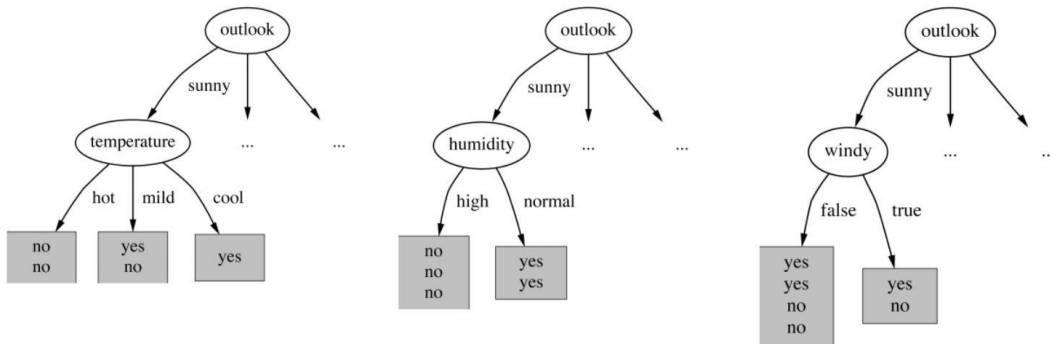 outlook
sunny
temperature
...
...
hot mild cool
no
no
yes
no
yes
outlook
sunny
humidity
...
...
high normal
no
no
no
yes
yes
outlook
sunny
windy
...
..
false true
yes
yes
no
no
yes
no